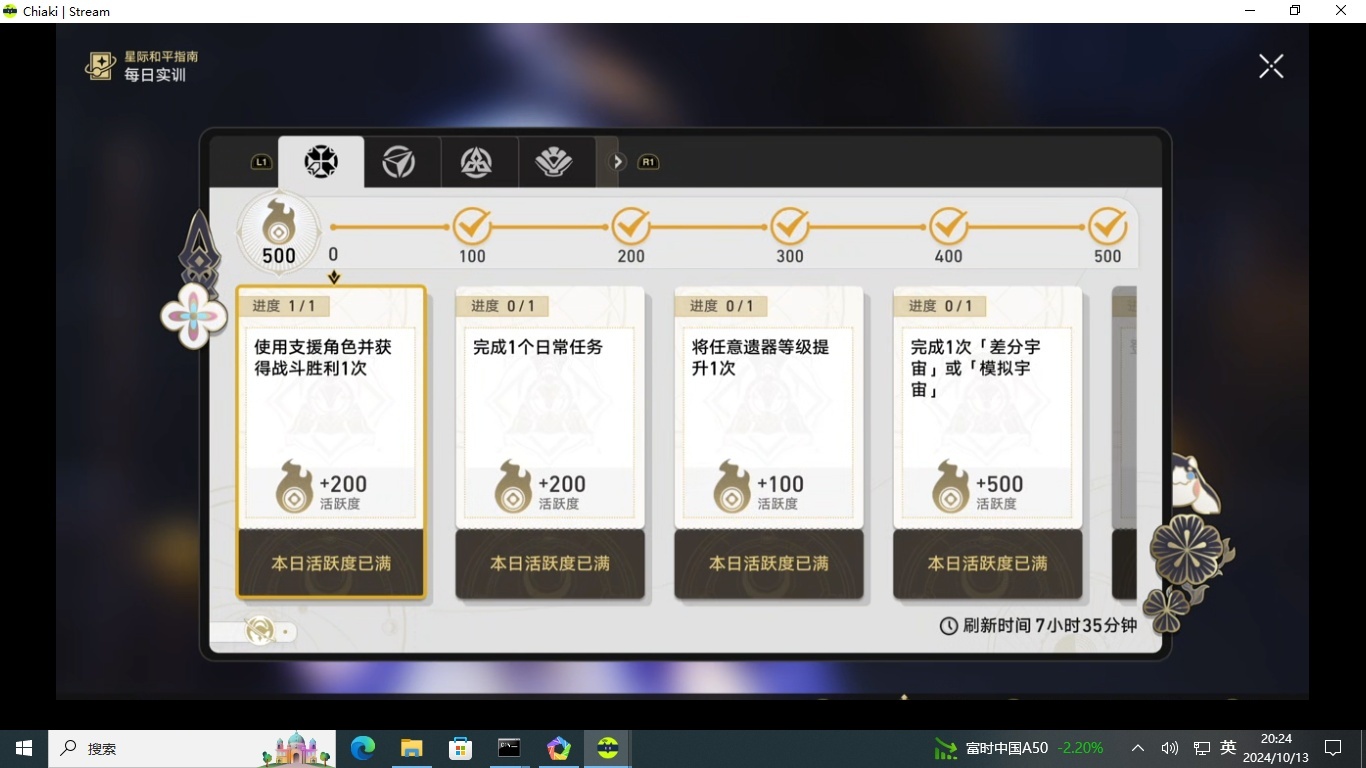 Chiaki | Stream
星际和平指南
每日实训
L1
R1
500
0
100
200
300
400
500
进度 1/1
使用支援角色并获
得战斗胜利1次
+200
活跃度
本日活跃度已满
进度 0/1
完成1个日常任务
+200
活跃度
本日活跃度已满
进度 0/1
将任意遗器等级提
升1次
+100
活跃度
本日活跃度已满
进度 0/1
完成1次「差分宇
宙」或「模拟宇
宙」
+500
活跃度
本日活跃度已满
刷新时间 7小时35分钟
搜索
富时中国A50 -2.20%
英
20:24
2024/10/13